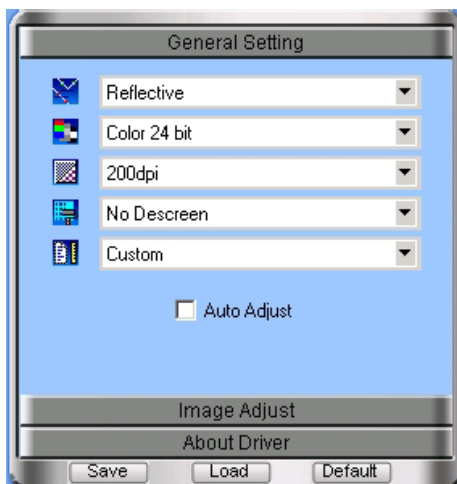 General Setting
Reflective
Color 24 bit
200dpi
No Descreen
Custom
Auto Adjust
Image Adjust
About Driver
Save Load Default